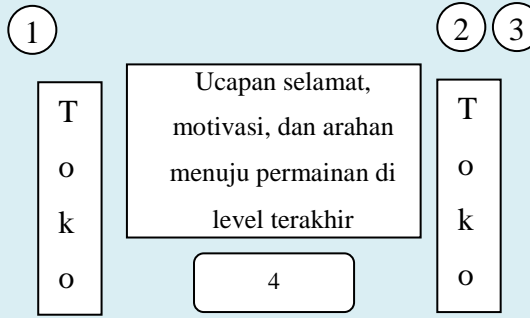 1
2 3
T
o
k
o
Ucapan selamat,
motivasi, dan arahan
menuju permainan di
level terakhir
T
o
k
o
4